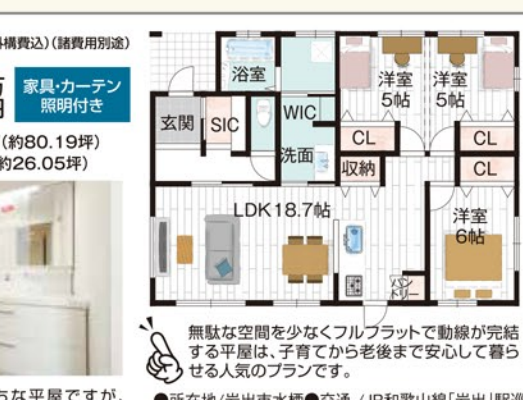 外構費込)(諸費用別途)
家具・カーテン
照明付き
(約80.19坪)
約26.05坪)
浴室
洋室
5帖
洋室
5帖
玄関
SIC
WIC
洗面
CL
CL
収納
CL
LDK18.7帖
洋室
6帖
無駄な空間を少なくフルフラットで動線が完結
する平屋は、子育てから老後まで安心して暮ら
せる人気のプランです。
ちな平屋ですが、
●所在地/岩出市水栖●交通/JR和歌山線「岩出」駅